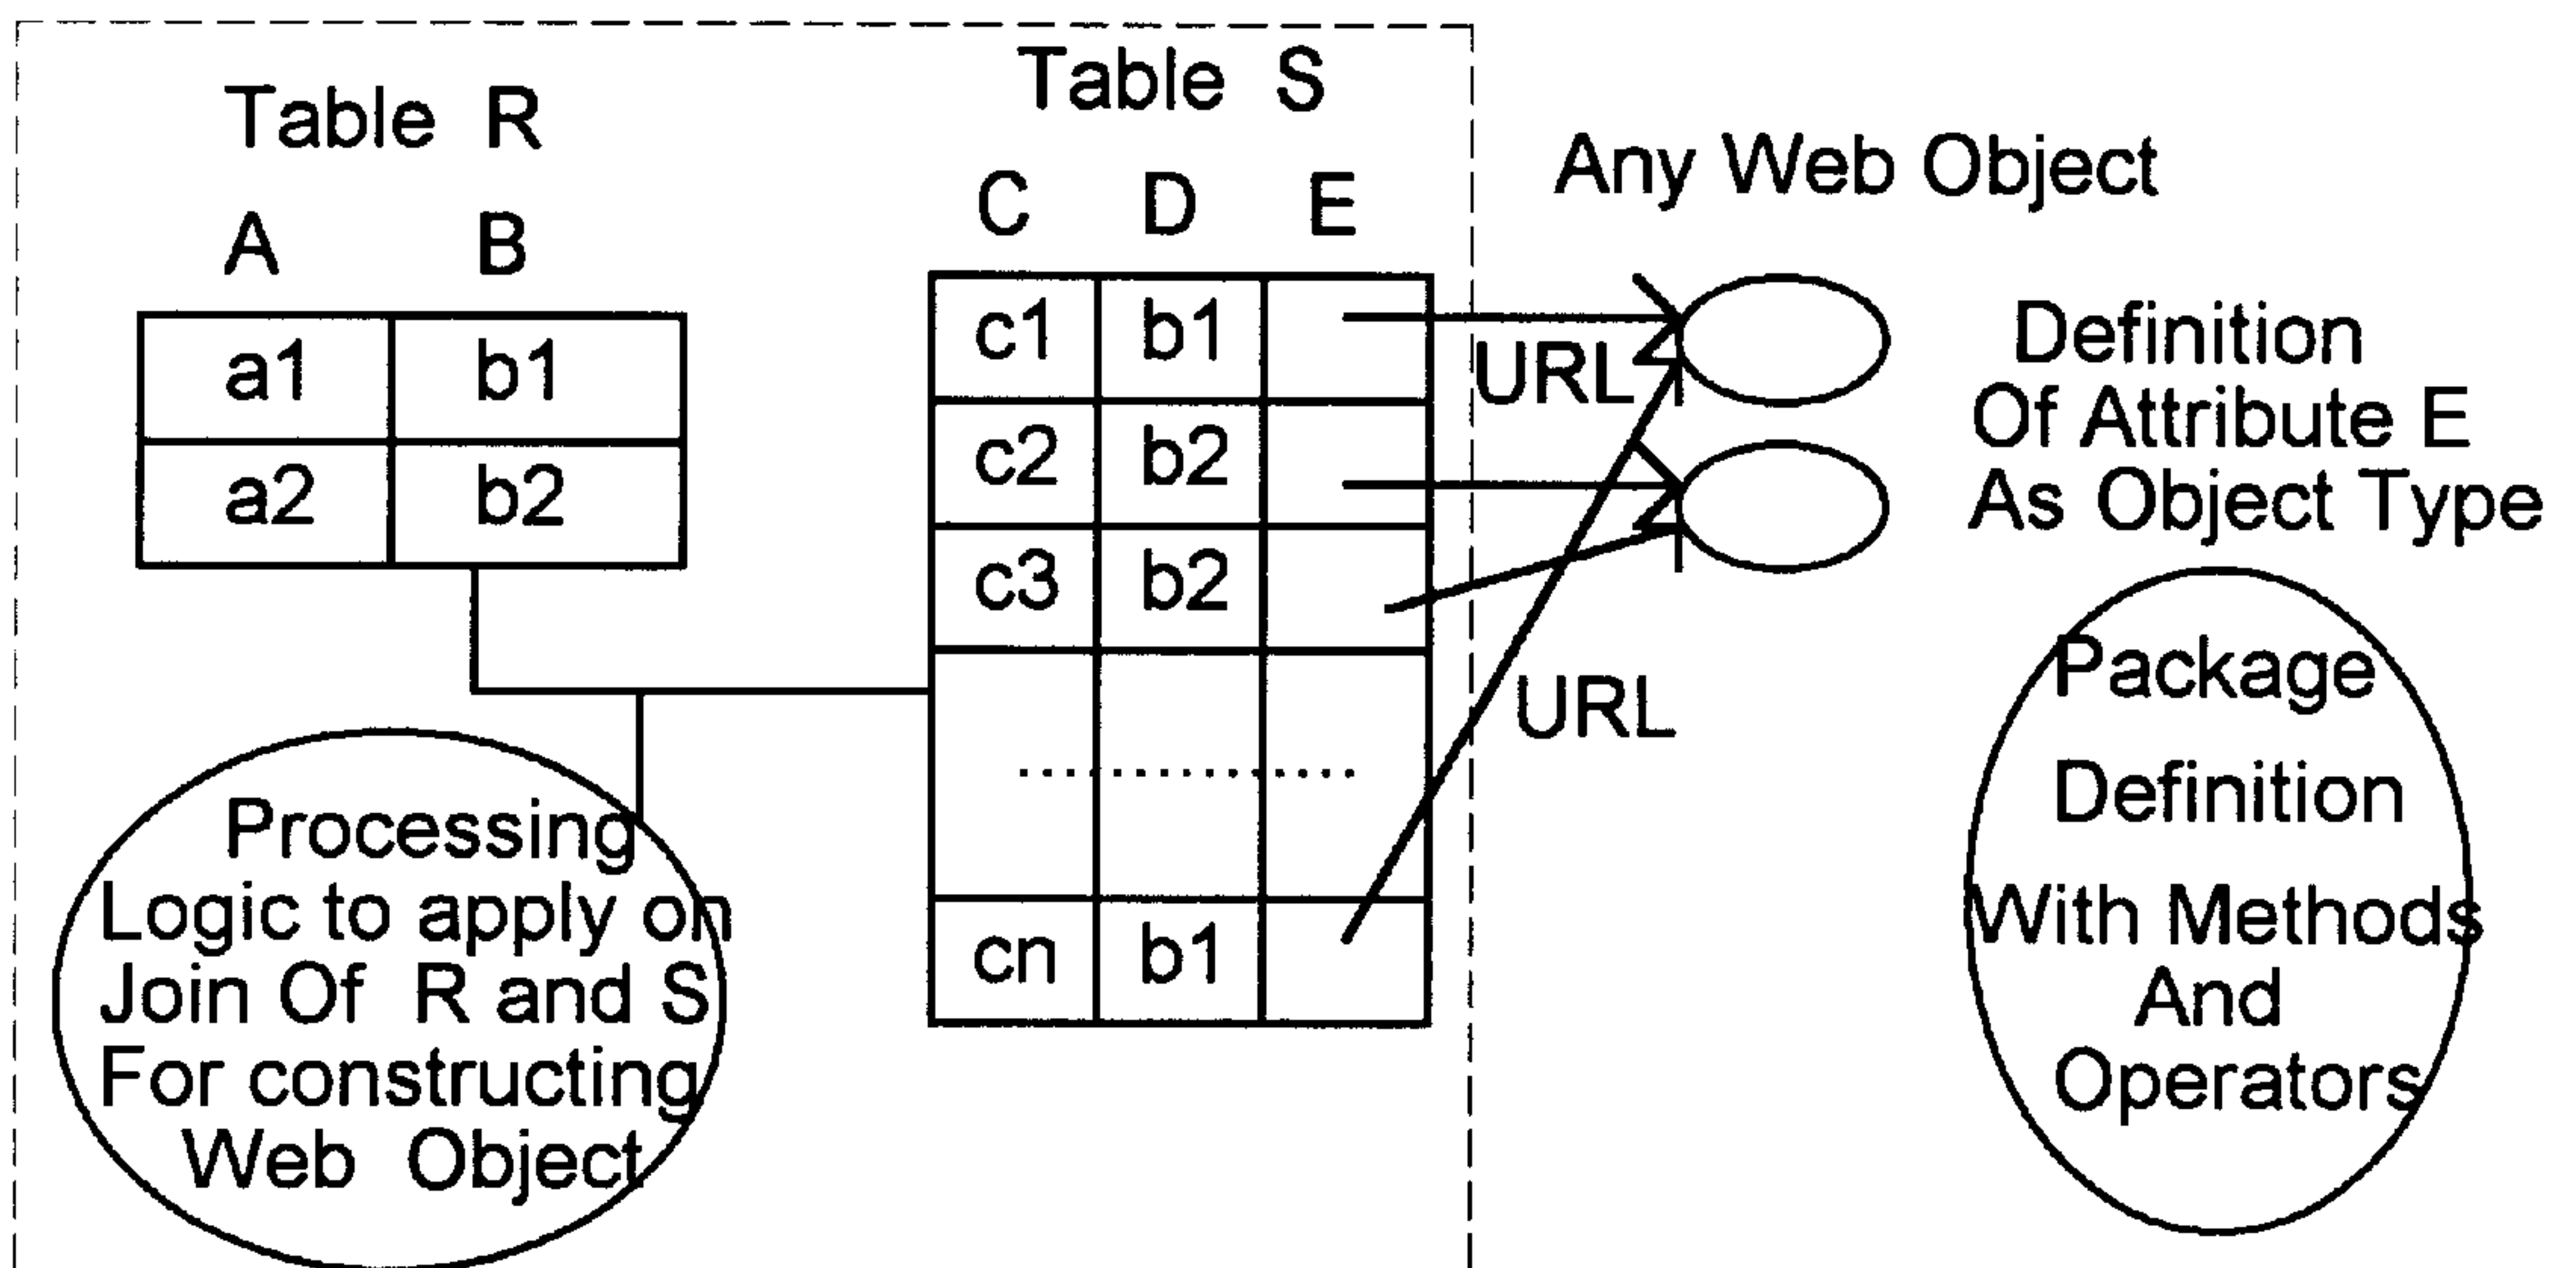 Table R
A B
a1 b1
a2 b2
Table S
C D E
c1 b1
c2 b2
c3 b2
............
cn b1
Any Web Object
URL
URL
Definition
Of Attribute E
As Object Type
Package
Definition
With Methods
And
Operators
Processing
Logic to apply on
Join Of R and S
For constructing
Web Object